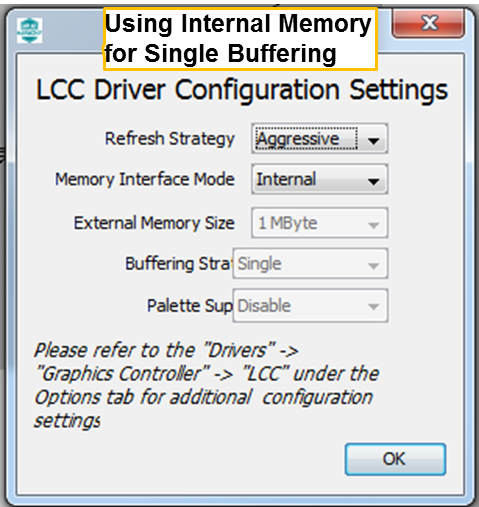 Using Internal Memory
for Single Buffering
LCC Driver Configuration Settings
Refresh Strategy Aggressive
Memory Interface Mode Internal
External Memory Size 1 MByte
Buffering Strat Single
Palette Sup Disable
Please refer to the "Drivers" ->
"Graphics Controller" -> "LCC" under the
Options tab for additional configuration
settings
OK